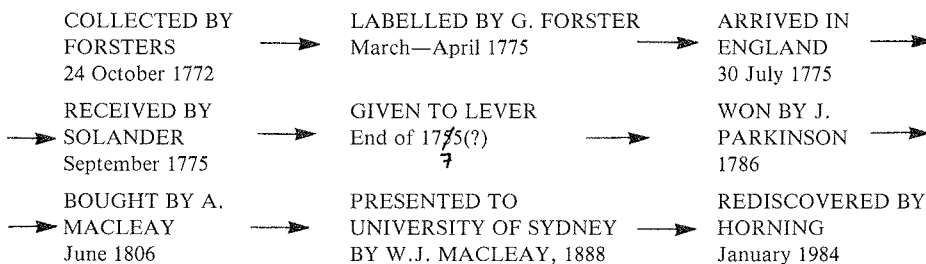 COLLECTED BY
FORSTERS
24 October 1772
LABELLED BY G. FORSTER
March—April 1775
ARRIVED IN
ENGLAND
30 July 1775
RECEIVED BY
SOLANDER
September 1775
GIVEN TO LEVER
End of 1775(?)
7
WON BY J.
PARKINSON
1786
BOUGHT BY A.
MACLEAY
June 1806
PRESENTED TO
UNIVERSITY OF SYDNEY
BY W.J. MACLEAY, 1888
REDISCOVERED BY
HORNING
January 1984